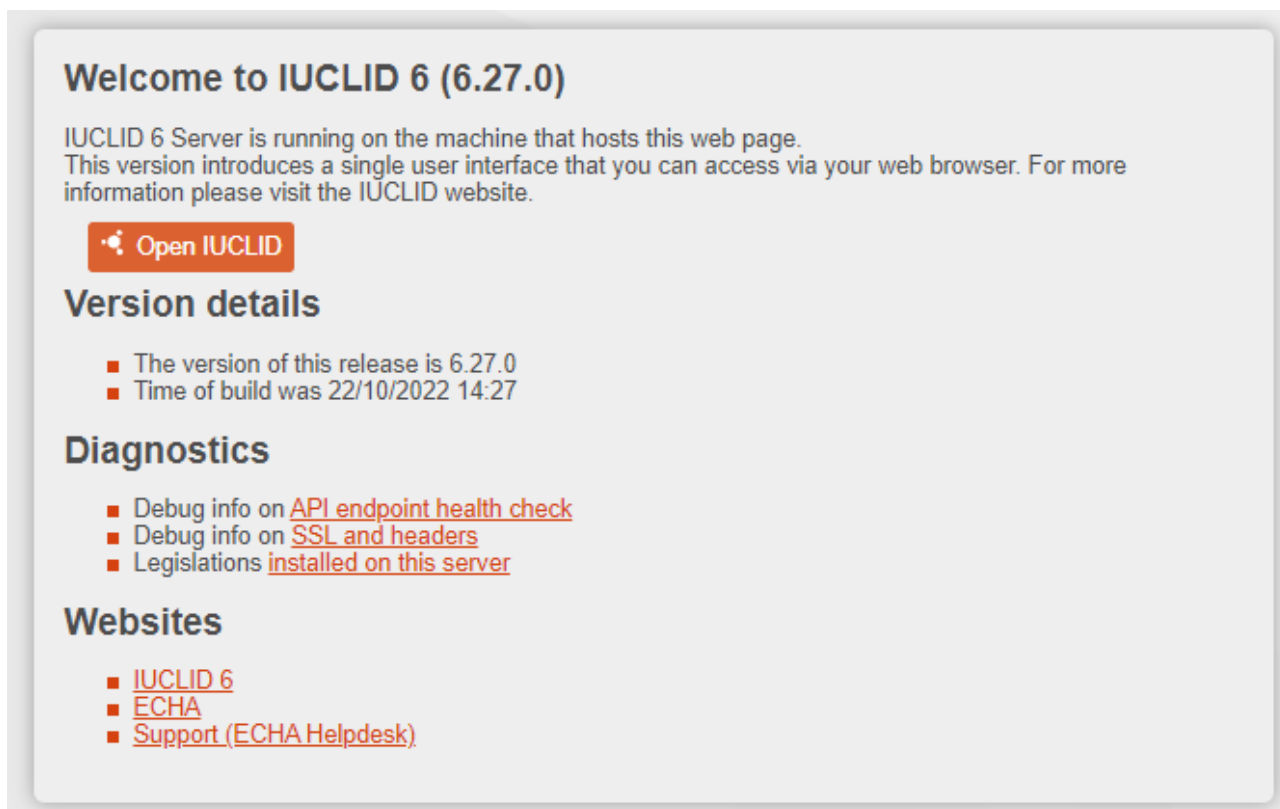 Welcome to IUCLID 6 (6.27.0)
IUCLID 6 Server is running on the machine that hosts this web page.
This version introduces a single user interface that you can access via your web browser. For more
information please visit the IUCLID website.
Open IUCLID
Version details
The version of this release is 6.27.0
Time of build was 22/10/2022 14:27
Diagnostics
Debug info on API endpoint health check
Debug info on SSL and headers
Legislations installed on this server
Websites
IUCLID 6
ECHA
Support (ECHA Helpdesk)